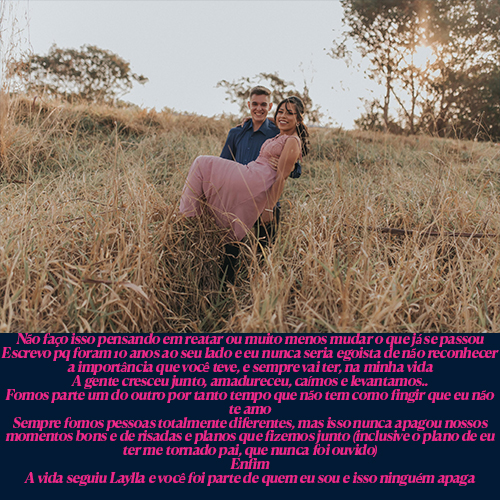 Não faço isso pensando em reatar ou muito menos mudar o que já se passou
Escrevo pq foram 10 anos ao seu lado e eu nunca seria egoista de não reconhecer
a importância que você teve, e sempre vai ter, na minha vida
A gente cresceu junto, amadureceu, caímos e levantamos..
Fomos parte um do outro por tanto tempo que não tem como fingir que eu não
te amo
Sempre fomos pessoas totalmente diferentes, mas isso nunca apagou nossos
momentos bons e de risadas e planos que fizemos junto (inclusive o plano de eu
ter me tornado pai, que nunca foi ouvido)
Enfim
A vida seguiu Laylla e você foi parte de quem eu sou e isso ninguém apaga